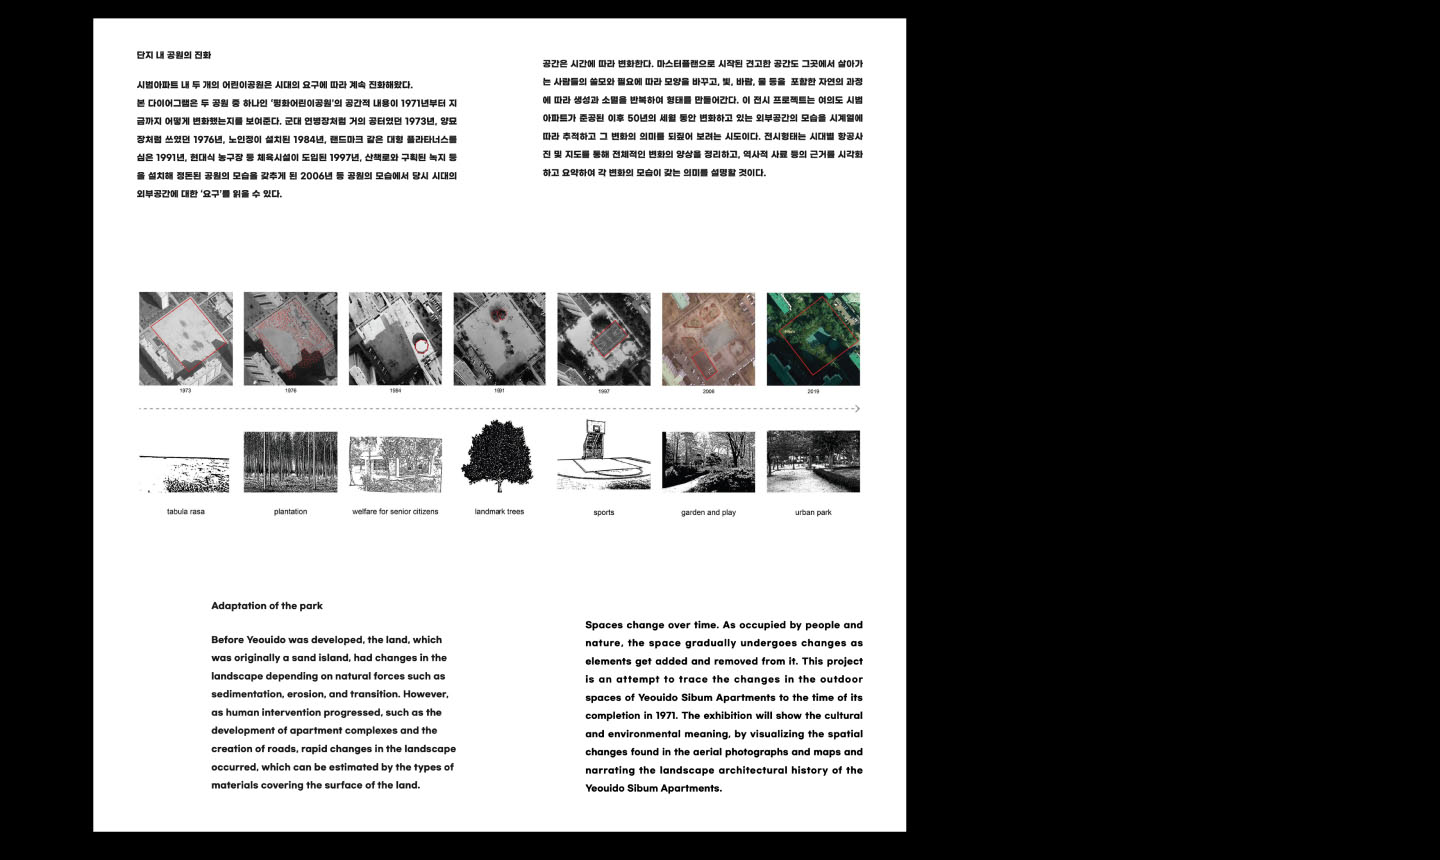 단지 내 공원의 진화
시범아파트 내 두 개의 어린이공원은 시대의 요구에 따라 계속 진화해왔다.
본 다이어그램은 두 공원 중 하나인 '평화어린이공원'의 공간적 내용이 1971년부터 지
금까지 어떻게 변화했는지를 보여준다. 군대 연병장처럼 거의 공터였던 1973년, 양묘
장처럼 쓰였던 1976년, 노인정이 설치된 1984년, 랜드마크 같은 대형 플라타너스를
심은 1991년, 현대식 농구장 등 체육시설이 도입된 1997년, 산책로와 구획된 녹지 등
을 설치해 정돈된 공원의 모습을 갖추게 된 2006년 등 공원의 모습에서 당시 시대의
외부공간에 대한 '요구'를 읽을 수 있다.
공간은 시간에 따라 변화한다. 마스터플랜으로 시작된 견고한 공간도 그곳에서 살아가
는 사람들의 쓸모와 필요에 따라 모양을 바꾸고, 빛, 바람, 물 등을 포함한 자연의 과정
에 따라 생성과 소멸을 반복하여 형태를 만들어간다. 이 전시 프로젝트는 여의도 시범
아파트가 준공된 이후 50년의 세월 동안 변화하고 있는 외부공간의 모습을 시계열에
따라 추적하고 그 변화의 의미를 되짚어 보려는 시도이다. 전시형태는 시대별 항공사
진 및 지도를 통해 전체적인 변화의 양상을 정리하고, 역사적 사료 등의 근거를 시각화
하고 요약하여 각 변화의 모습이 갖는 의미를 설명할 것이다.
1973
1976
1984
1991
1997
2006
2019
tabula rasa
plantation
welfare for senior citizens
landmark trees
sports
garden and play
urban park
Adaptation of the park
Before Yeouido was developed, the land, which
was originally a sand island, had changes in the
landscape depending on natural forces such as
sedimentation, erosion, and transition. However,
as human intervention progressed, such as the
development of apartment complexes and the
creation of roads, rapid changes in the landscape
occurred, which can be estimated by the types of
materials covering the surface of the land.
Spaces change over time. As occupied by people and
nature, the space gradually undergoes changes as
elements get added and removed from it. This project
is an attempt to trace the changes in the outdoor
spaces of Yeouido Sibum Apartments to the time of its
completion in 1971. The exhibition will show the cultural
and environmental meaning, by visualizing the spatial
changes found in the aerial photographs and maps and
narrating the landscape architectural history of the
Yeouido Sibum Apartments.